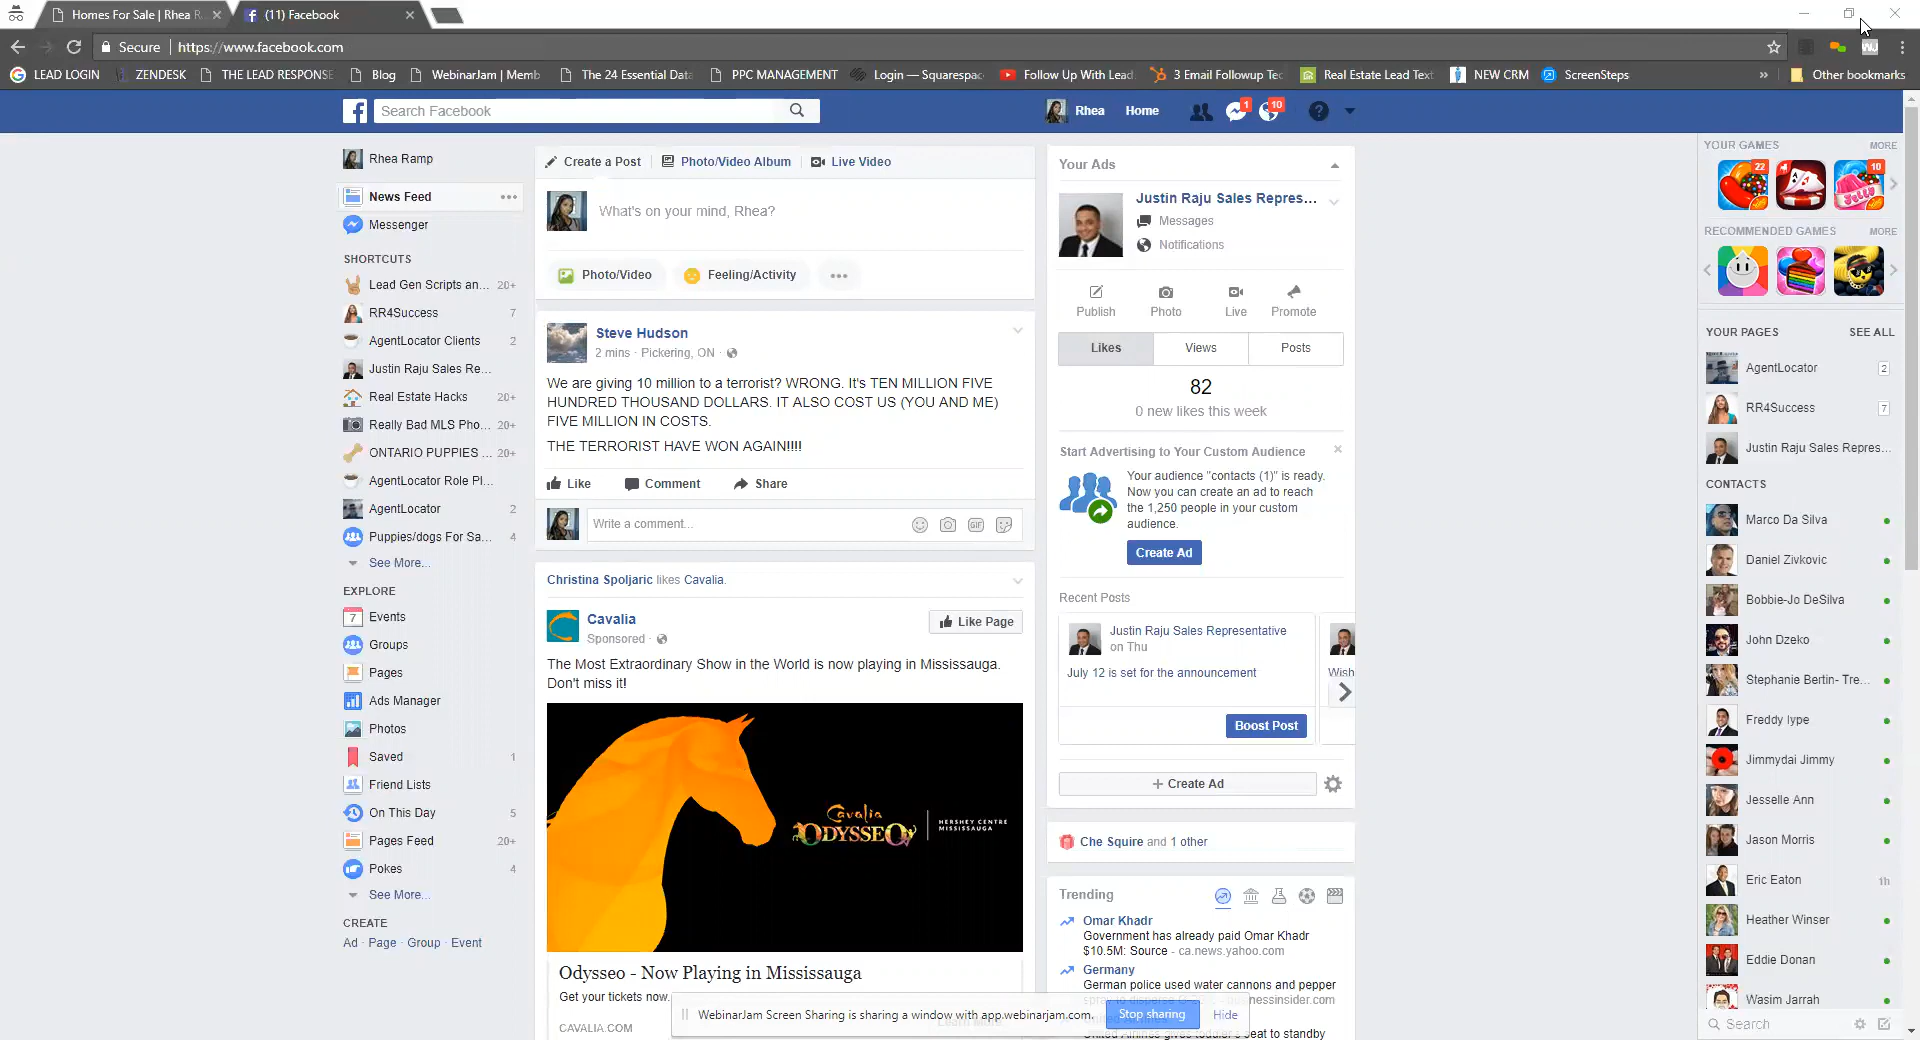 Homes For Sale | Rhea R
(11) Facebook
Secure
https://www.facebook.com
LEAD LOGIN
ZENDESK
THE LEAD RESPONSE
Blog
WebinarJam | Memb
The 24 Essential Data
PPC MANAGEMENT
Login — Squarespac
Follow Up With Lead
3 Email Followup Tec
Real Estate Lead Text
NEW CRM
ScreenSteps
»
Other bookmarks
Search Facebook
Rhea
Home
1
10
Rhea Ramp
News Feed
Messenger
SHORTCUTS
Lead Gen Scripts an... 20+
RR4Success 7
AgentLocator Clients 2
Justin Raju Sales Re...
Real Estate Hacks 20+
Really Bad MLS Pho... 20+
ONTARIO PUPPIES ... 20+
AgentLocator Role Pl...
AgentLocator 2
Puppies/dogs For Sa... 4
See More...
EXPLORE
7 Events
Groups
Pages
Ads Manager
Photos
Saved 1
Friend Lists
On This Day 5
Pages Feed 20+
Pokes 4
See More...
CREATE
Ad · Page · Group · Event
Create a Post
Photo/Video Album
Live Video
What's on your mind, Rhea?
Photo/Video
Feeling/Activity
Steve Hudson
2 mins · Pickering, ON ·
We are giving 10 million to a terrorist? WRONG. It's TEN MILLION FIVE
HUNDRED THOUSAND DOLLARS. IT ALSO COST US (YOU AND ME)
FIVE MILLION IN COSTS.
THE TERRORIST HAVE WON AGAIN!!!!
Like
Comment
Share
Write a comment...
GIF
Christina Spoljaric likes Cavalia.
Cavalia
Sponsored ·
Like Page
The Most Extraordinary Show in the World is now playing in Mississauga.
Don't miss it!
Cavalia
ODYSSEO
HERSHEY CENTRE
MISSISSAUGA
Odysseo - Now Playing in Mississauga
Get your tickets now.
CAVALIA.COM
Learn More
WebinarJam Screen Sharing is sharing a window with app.webinarjam.com.
Stop sharing
Hide
Your Ads
Justin Raju Sales Repres...
Messages
Notifications
Publish
Photo
Live
Promote
Likes
Views
Posts
82
0 new likes this week
Start Advertising to Your Custom Audience
Your audience "contacts (1)" is ready.
Now you can create an ad to reach
the 1,250 people in your custom
audience.
Create Ad
Recent Posts
Justin Raju Sales Representative
on Thu
July 12 is set for the announcement
Wish
Boost Post
+ Create Ad
Che Squire and 1 other
Trending
Omar Khadr
Government has already paid Omar Khadr
$10.5M: Source - ca.news.yahoo.com
Germany
German police used water cannons and pepper
YOUR GAMES
MORE
22
10
RECOMMENDED GAMES
MORE
YOUR PAGES
SEE ALL
AgentLocator 2
RR4Success 7
Justin Raju Sales Repres...
CONTACTS
Marco Da Silva
Daniel Zivkovic
Bobbie-Jo DeSilva
John Dzeko
Stephanie Bertin- Tre...
Freddy Iype
Jimmydai Jimmy
Jesselle Ann
Jason Morris
Eric Eaton 1h
Heather Winser
Eddie Donan
Wasim Jarrah
Search